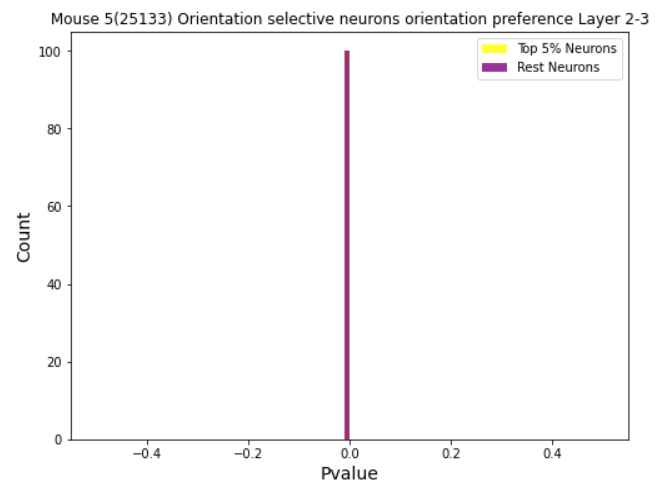 Mouse 5(25133) Orientation selective neurons orientation preference Layer 2-3
Top 5% Neurons
Rest Neurons
100
80
60
40
20
0
Count
−0.4 −0.2 0.0 0.2 0.4
Pvalue